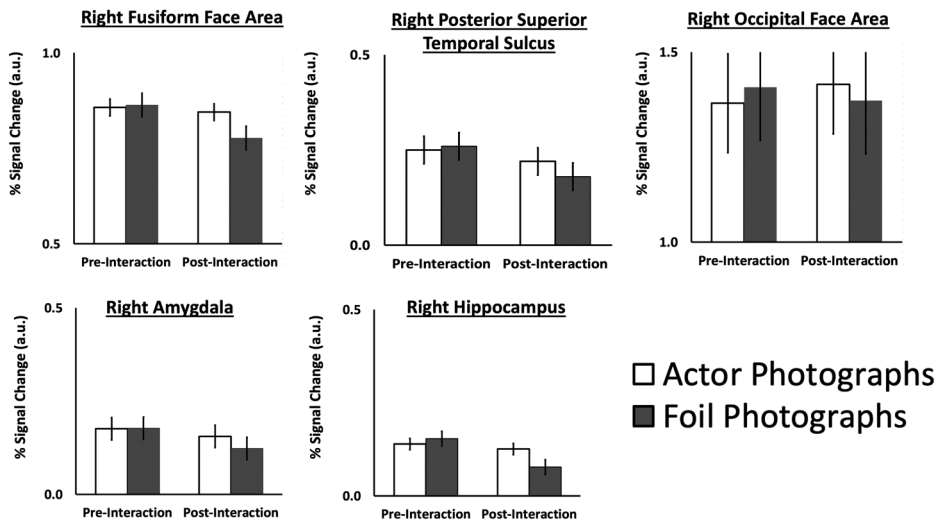 Right Fusiform Face Area
% Signal Change (a.u.)
1.0
0.5
Pre-Interaction Post-Interaction
Right Posterior Superior
Temporal Sulcus
% Signal Change (a.u.)
0.5
0.0
Pre-Interaction Post-Interaction
Right Occipital Face Area
% Signal Change (a.u.)
1.5
1.0
Pre-Interaction Post-Interaction
Right Amygdala
% Signal Change (a.u.)
0.5
0.0
Pre-Interaction Post-Interaction
Right Hippocampus
% Signal Change (a.u.)
0.5
0.0
Pre-Interaction Post-Interaction
Actor Photographs
Foil Photographs